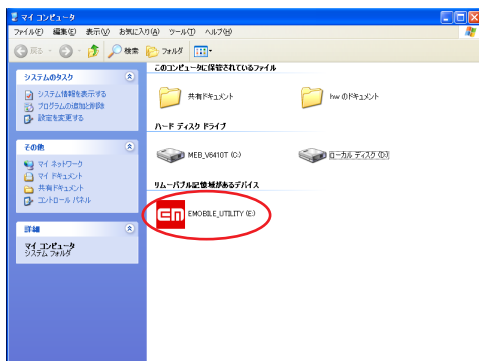 マイ コンピュータ
ファイル(F) 編集(E) 表示(V) お気に入り(A) ツール(T) ヘルプ(H)
戻る 検索 フォルダ
システムのタスク
システム情報を表示する
プログラムの追加と削除
設定を変更する
その他
マイ ネットワーク
マイ ドキュメント
共有ドキュメント
コントロール パネル
詳細
マイ コンピュータ
システム フォルダ
このコンピュータに保管されているファイル
共有ドキュメント hw のドキュメント
ハード ディスク ドライブ
MEB_V6410T (C:) ローカル ディスク (D:)
リムーバブル記憶域があるデバイス
EM EMOBILE_UTILITY (E:)